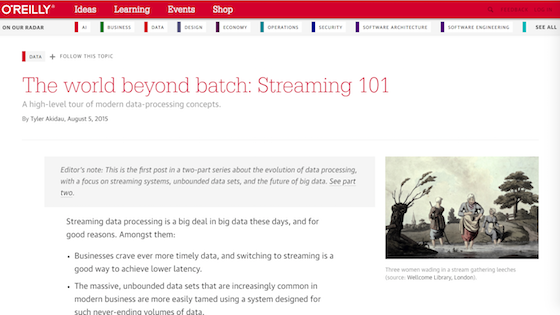 O'REILLY®
Ideas
Learning
Events
Shop
ON OUR RADAR
AI
BUSINESS
DATA
DESIGN
ECONOMY
OPERATIONS
SECURITY
SOFTWARE ARCHITECTURE
SOFTWARE ENGINEERING
SEE ALL
DATA
+ FOLLOW THIS TOPIC
The world beyond batch: Streaming 101
A high-level tour of modern data-processing concepts.
By Tyler Akidau, August 5, 2015
Editor's note: This is the first post in a two-part series about the evolution of data processing,
with a focus on streaming systems, unbounded data sets, and the future of big data. See part
two.
Streaming data processing is a big deal in big data these days, and for
good reasons. Amongst them:
• Businesses crave ever more timely data, and switching to streaming is a
good way to achieve lower latency.
• The massive, unbounded data sets that are increasingly common in
modern business are more easily tamed using a system designed for
such never-ending volumes of data.
Three women wading in a stream gathering leeches
(source: Wellcome Library, London).